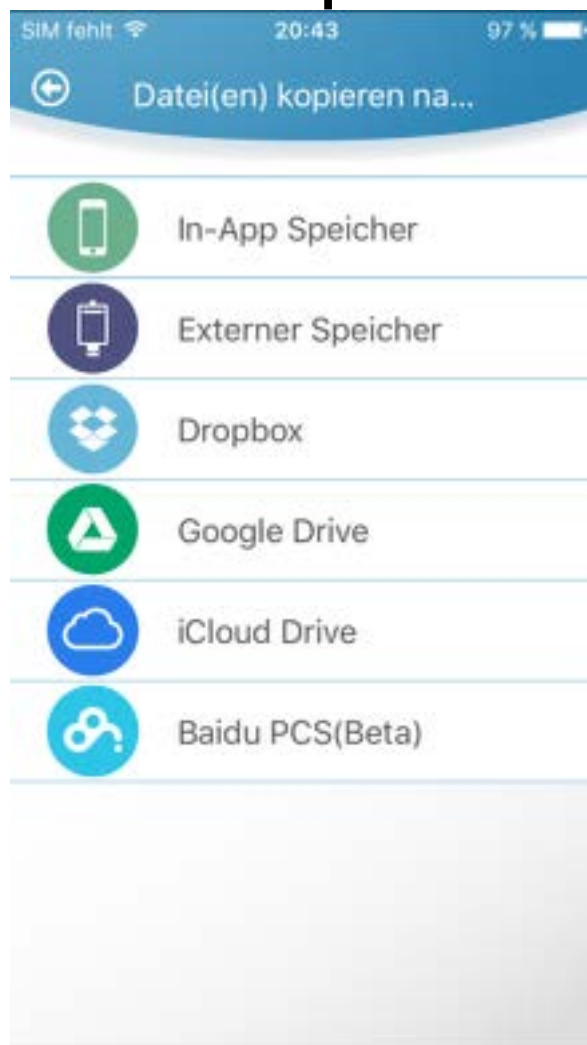 SIM fehlt 20:43 97 %
Datei(en) kopieren na...
In-App Speicher
Externer Speicher
Dropbox
Google Drive
iCloud Drive
Baidu PCS(Beta)